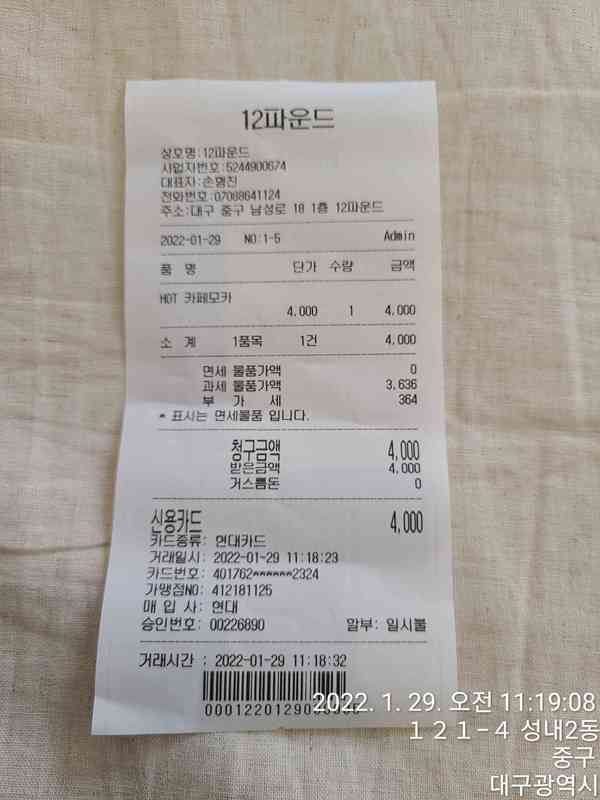 12파운드
상호명:12파운드
사업자번호:5244900674
대표자:손형진
전화번호:07088641124
주소:대구 중구 남성로 18 1층 12파운드
2022-01-29 NO:1-5 Admin
품 명 단가 수량 금액
HOT 카페모카
4,000 1 4,000
소 계 1품목 1건 4,000
면세 물품가액 0
과세 물품가액 3,636
부 가 세 364
* 표시는 면세물품 입니다.
청구금액 4,000
받은금액 4,000
거스름돈 0
신용카드 4,000
카드종류: 현대카드
거래일시: 2022-01-29 11:18:23
카드번호: 401762******2324
가맹점NO: 412181125
매 입 사: 현대
승인번호: 00226890 할부: 일시불
거래시간 : 2022-01-29 11:18:32
2022. 1. 29. 오전 11:19:08
121-4 성내2동
중구
대구광역시